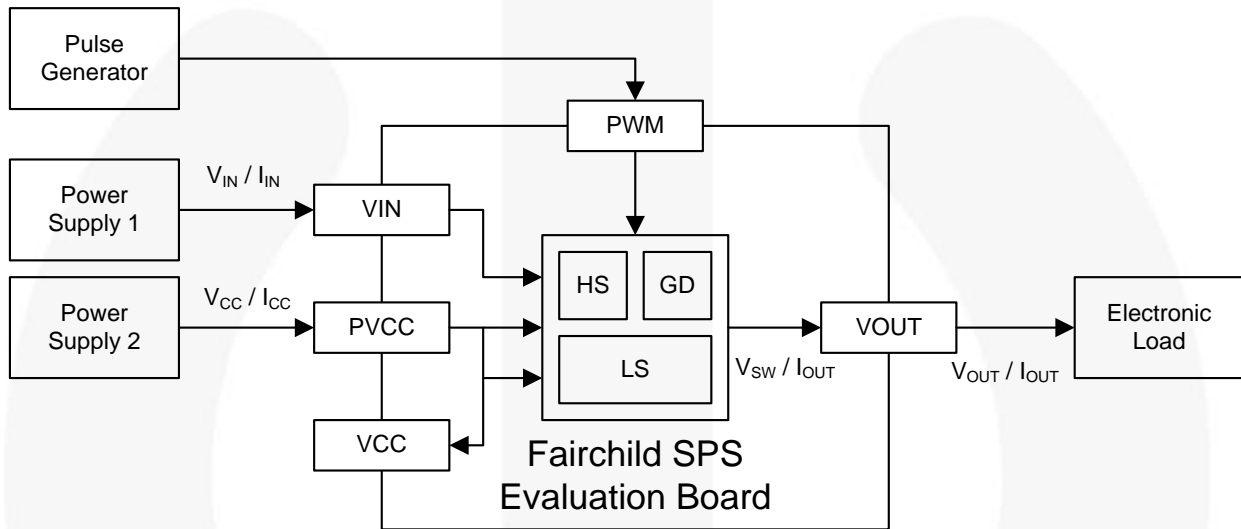 Pulse
Generator
PWM
Power
Supply 1
V_IN / I_IN
VIN
HS
GD
Power
Supply 2
V_CC / I_CC
PVCC
LS
V_SW / I_OUT
VOUT
V_OUT / I_OUT
Electronic
Load
VCC
Fairchild SPS
Evaluation Board